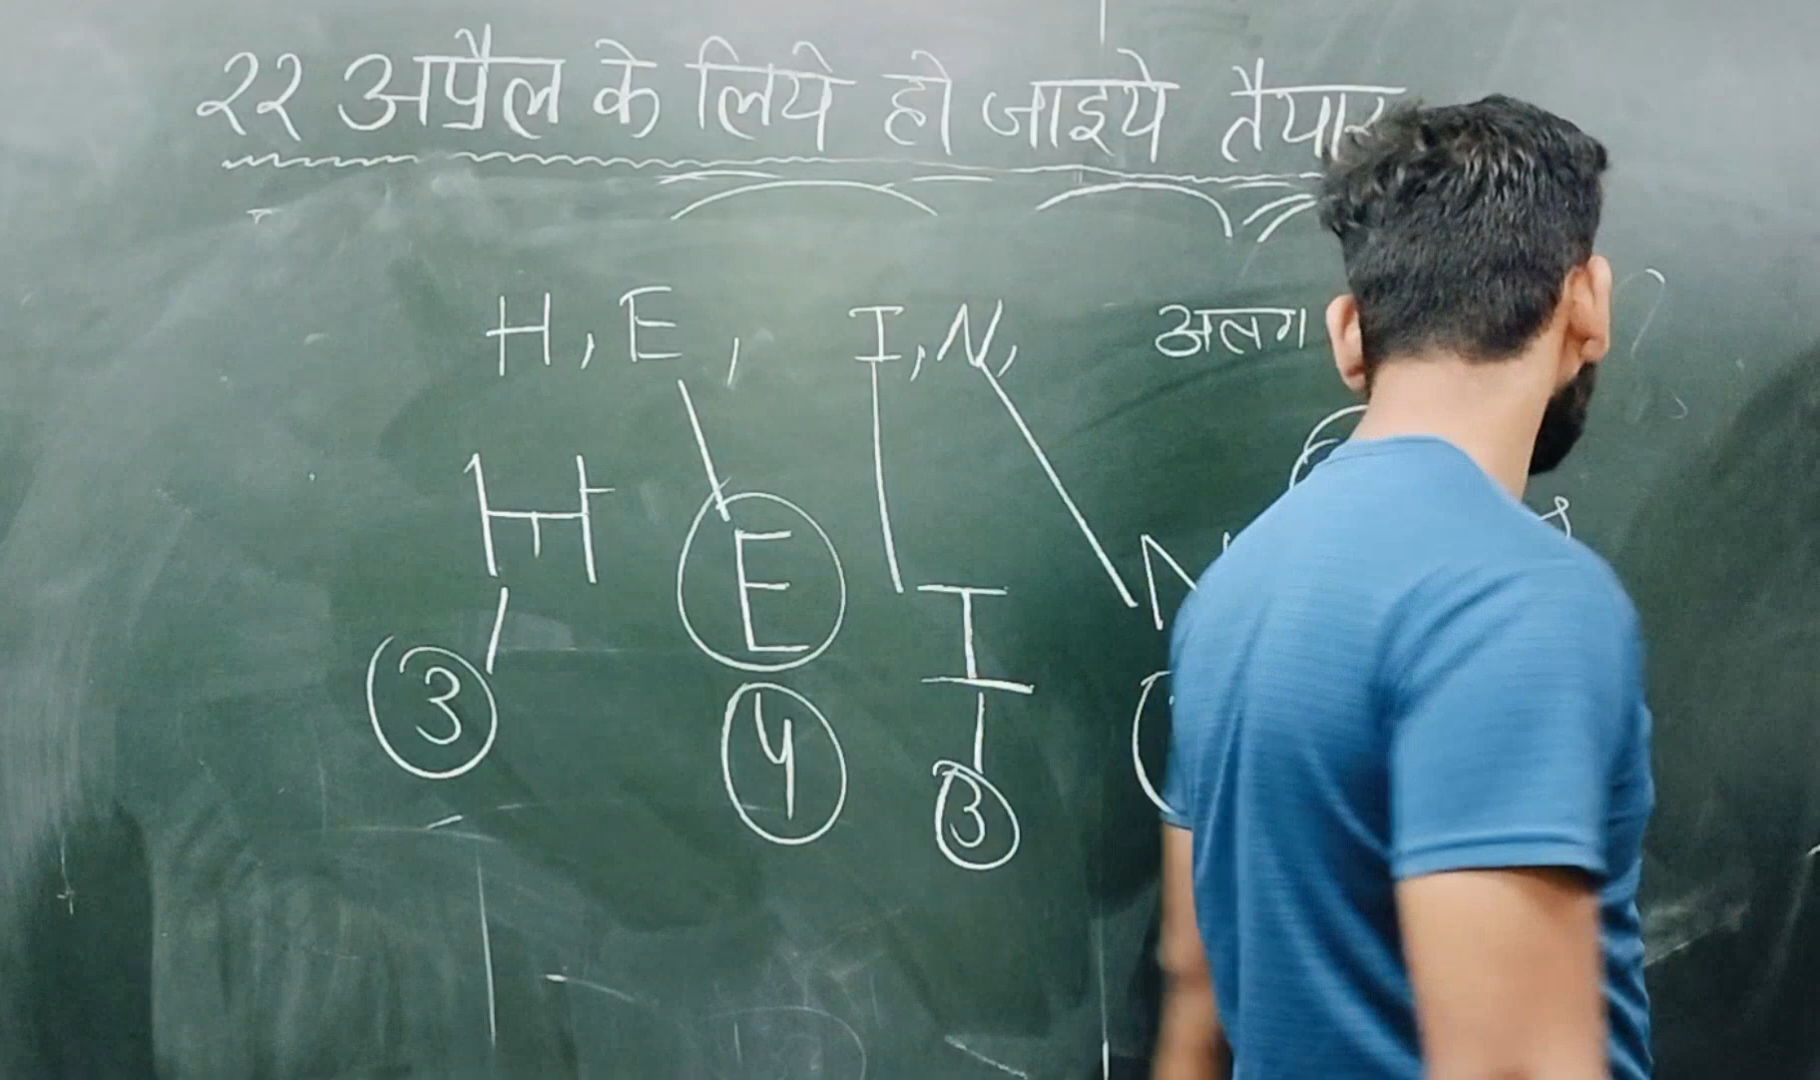 २२ अप्रैल के लिये हो जाइये तैयार
H, E, I, N, अलग
H E I N
3 4 3